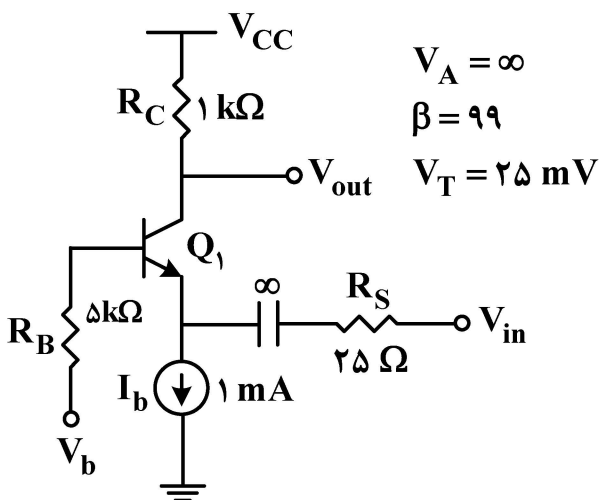 V_CC
R_C ۱ kΩ
V_out
Q_۱
R_B ۵kΩ
V_b
I_b ۱ mA
∞
R_S
۲۵ Ω
V_in
V_A = ∞
β = ۹۹
V_T = ۲۵ mV